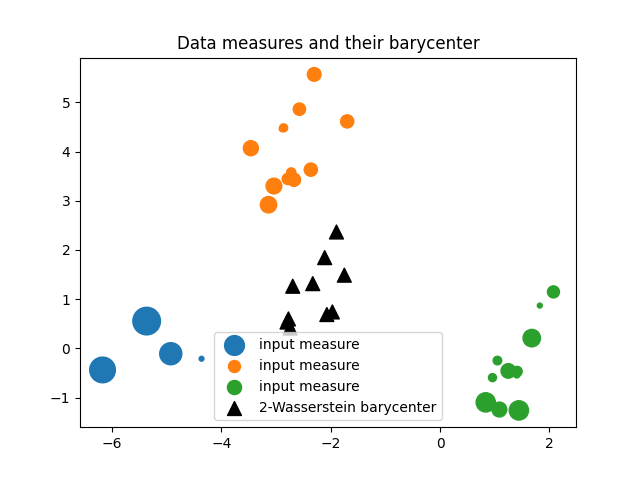 Data measures and their barycenter
5
4
3
2
1
0
−1
input measure
input measure
input measure
2-Wasserstein barycenter
−6
−4
−2
0
2